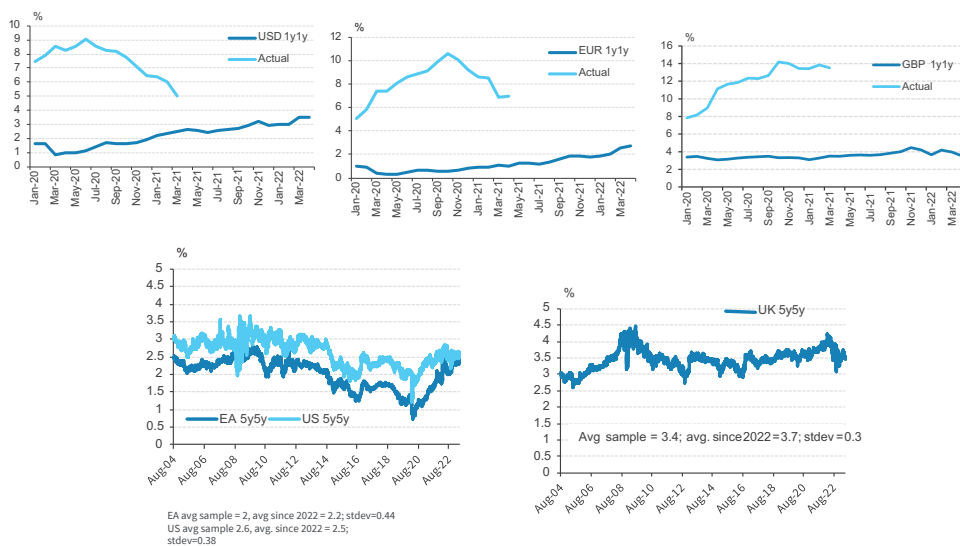 %
10
9
8
7
6
5
4
3
2
1
0
USD 1y1y
Actual
Jan-20
Mar-20
May-20
Jul-20
Sep-20
Nov-20
Jan-21
Mar-21
May-21
Jul-21
Sep-21
Nov-21
Jan-22
Mar-22
%
12
10
8
6
4
2
0
EUR 1y1y
Actual
Jan-20
Mar-20
May-20
Jul-20
Sep-20
Nov-20
Jan-21
Mar-21
May-21
Jul-21
Sep-21
Nov-21
Jan-22
Mar-22
%
16
14
12
10
8
6
4
2
0
GBP 1y1y
Actual
Jan-20
Mar-20
May-20
Jul-20
Sep-20
Nov-20
Jan-21
Mar-21
May-21
Jul-21
Sep-21
Nov-21
Jan-22
Mar-22
%
5
4.5
4
3.5
3
2.5
2
1.5
1
0.5
0
EA 5y5y
US 5y5y
Aug-04
Aug-06
Aug-08
Aug-10
Aug-12
Aug-14
Aug-16
Aug-18
Aug-20
Aug-22
EA avg sample = 2, avg since 2022 = 2.2; stdev=0.44
US avg sample 2.6, avg. since 2022 = 2.5;
stdev=0.38
%
5
4.5
4
3.5
3
2.5
2
1.5
1
0.5
0
UK 5y5y
Avg sample = 3.4; avg. since 2022 = 3.7; stdev = 0.3
Aug-04
Aug-06
Aug-08
Aug-10
Aug-12
Aug-14
Aug-16
Aug-18
Aug-20
Aug-22